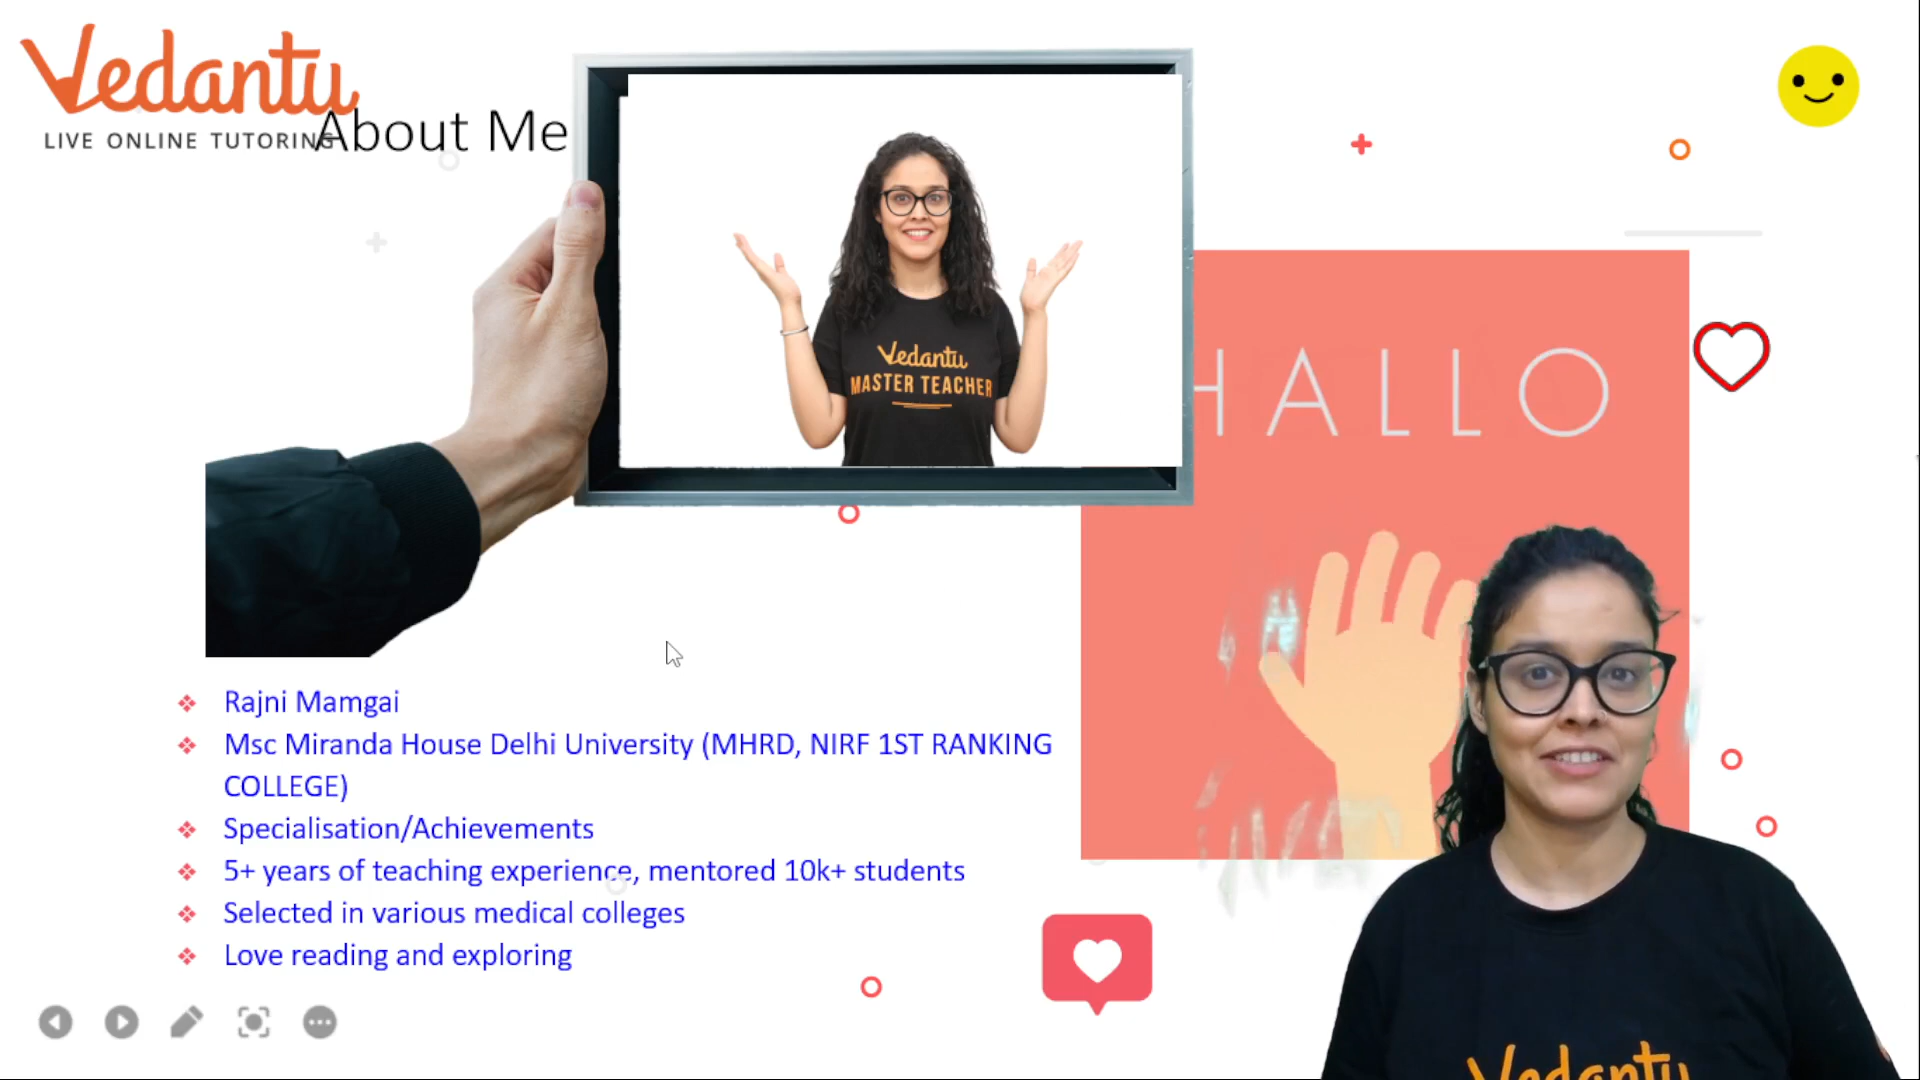 Vedantu
LIVE ONLINE TUTORING
About Me
Vedantu
MASTER TEACHER
HALLO
Rajni Mamgai
Msc Miranda House Delhi University (MHRD, NIRF 1ST RANKING
COLLEGE)
Specialisation/Achievements
5+ years of teaching experience, mentored 10k+ students
Selected in various medical colleges
Love reading and exploring
Vedantu